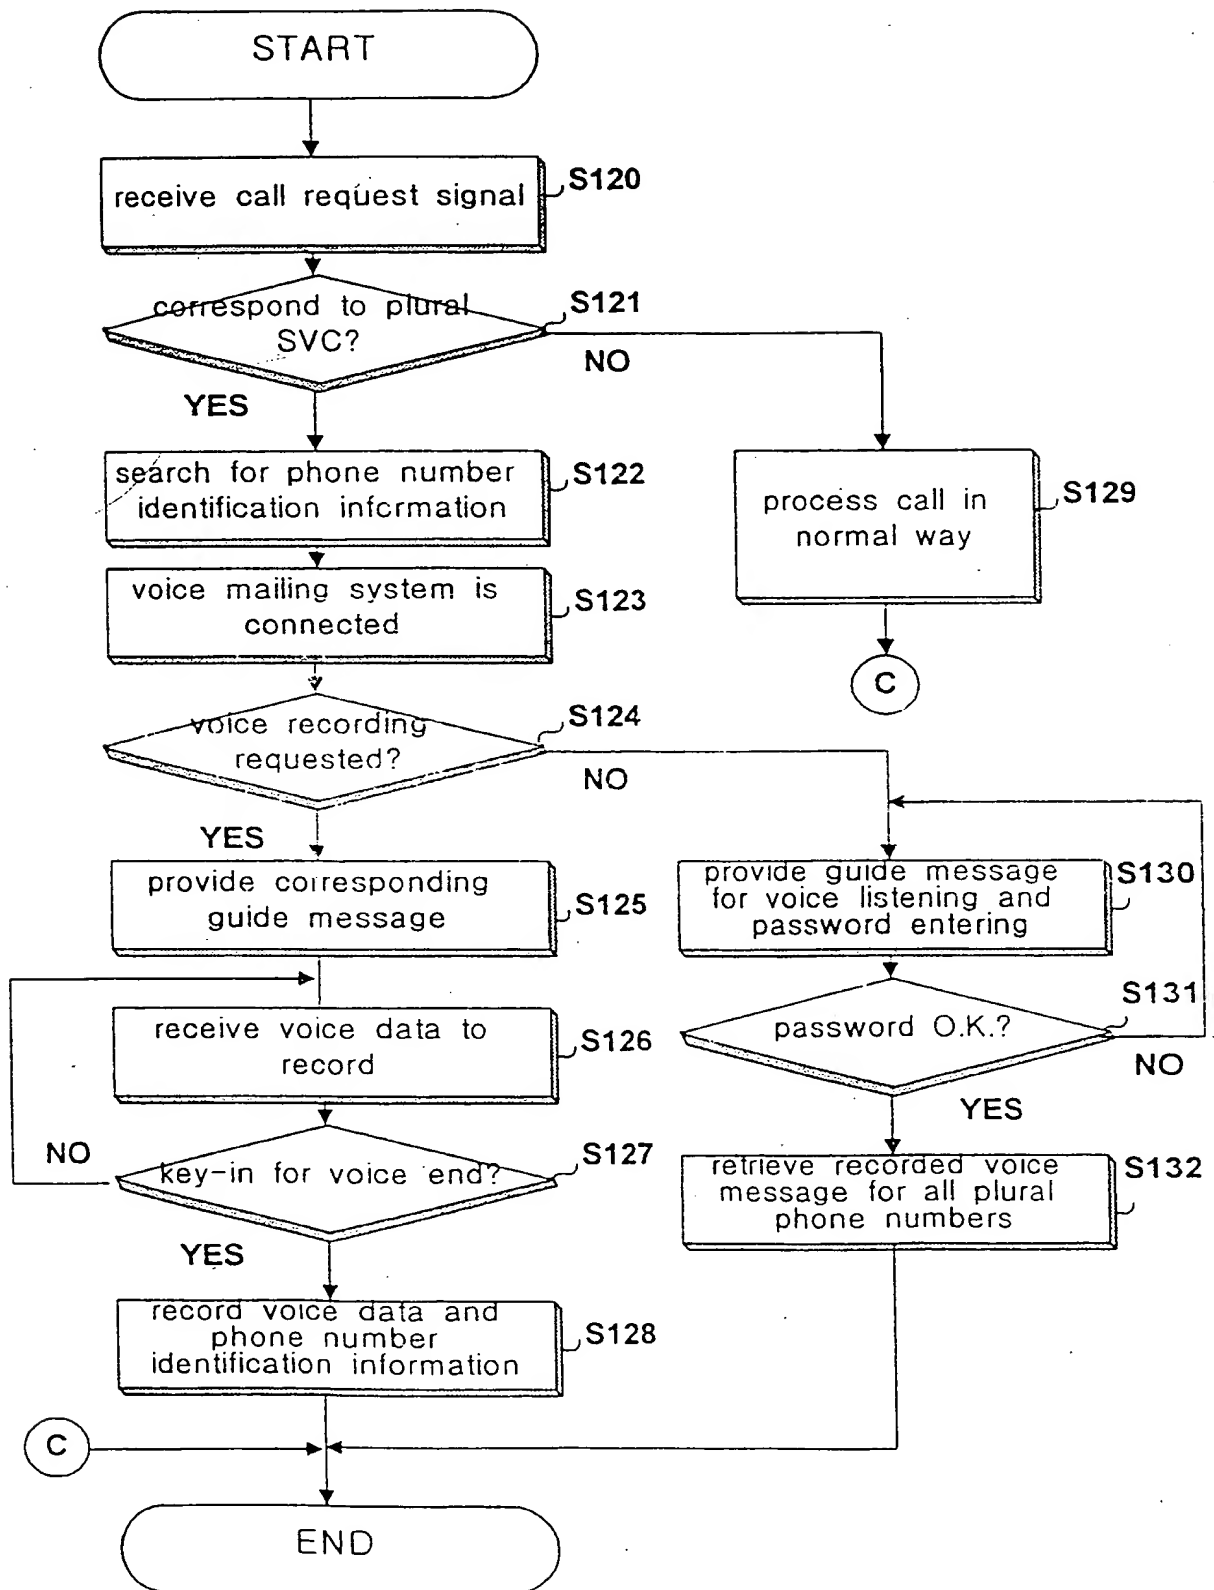 START
receive call request signal
S120
correspond to plural
SVC?
S121
NO
YES
search for phone number
identification information
S122
process call in
normal way
S129
voice mailing system is
connected
S123
C
voice recording
requested?
S124
NO
YES
provide corresponding
guide message
S125
provide guide message
for voice listening and
password entering
S130
receive voice data to
record
S126
password O.K.?
S131
NO
YES
key-in for voice end?
S127
NO
YES
retrieve recorded voice
message for all plural
phone numbers
S132
record voice data and
phone number
identification information
S128
C
END